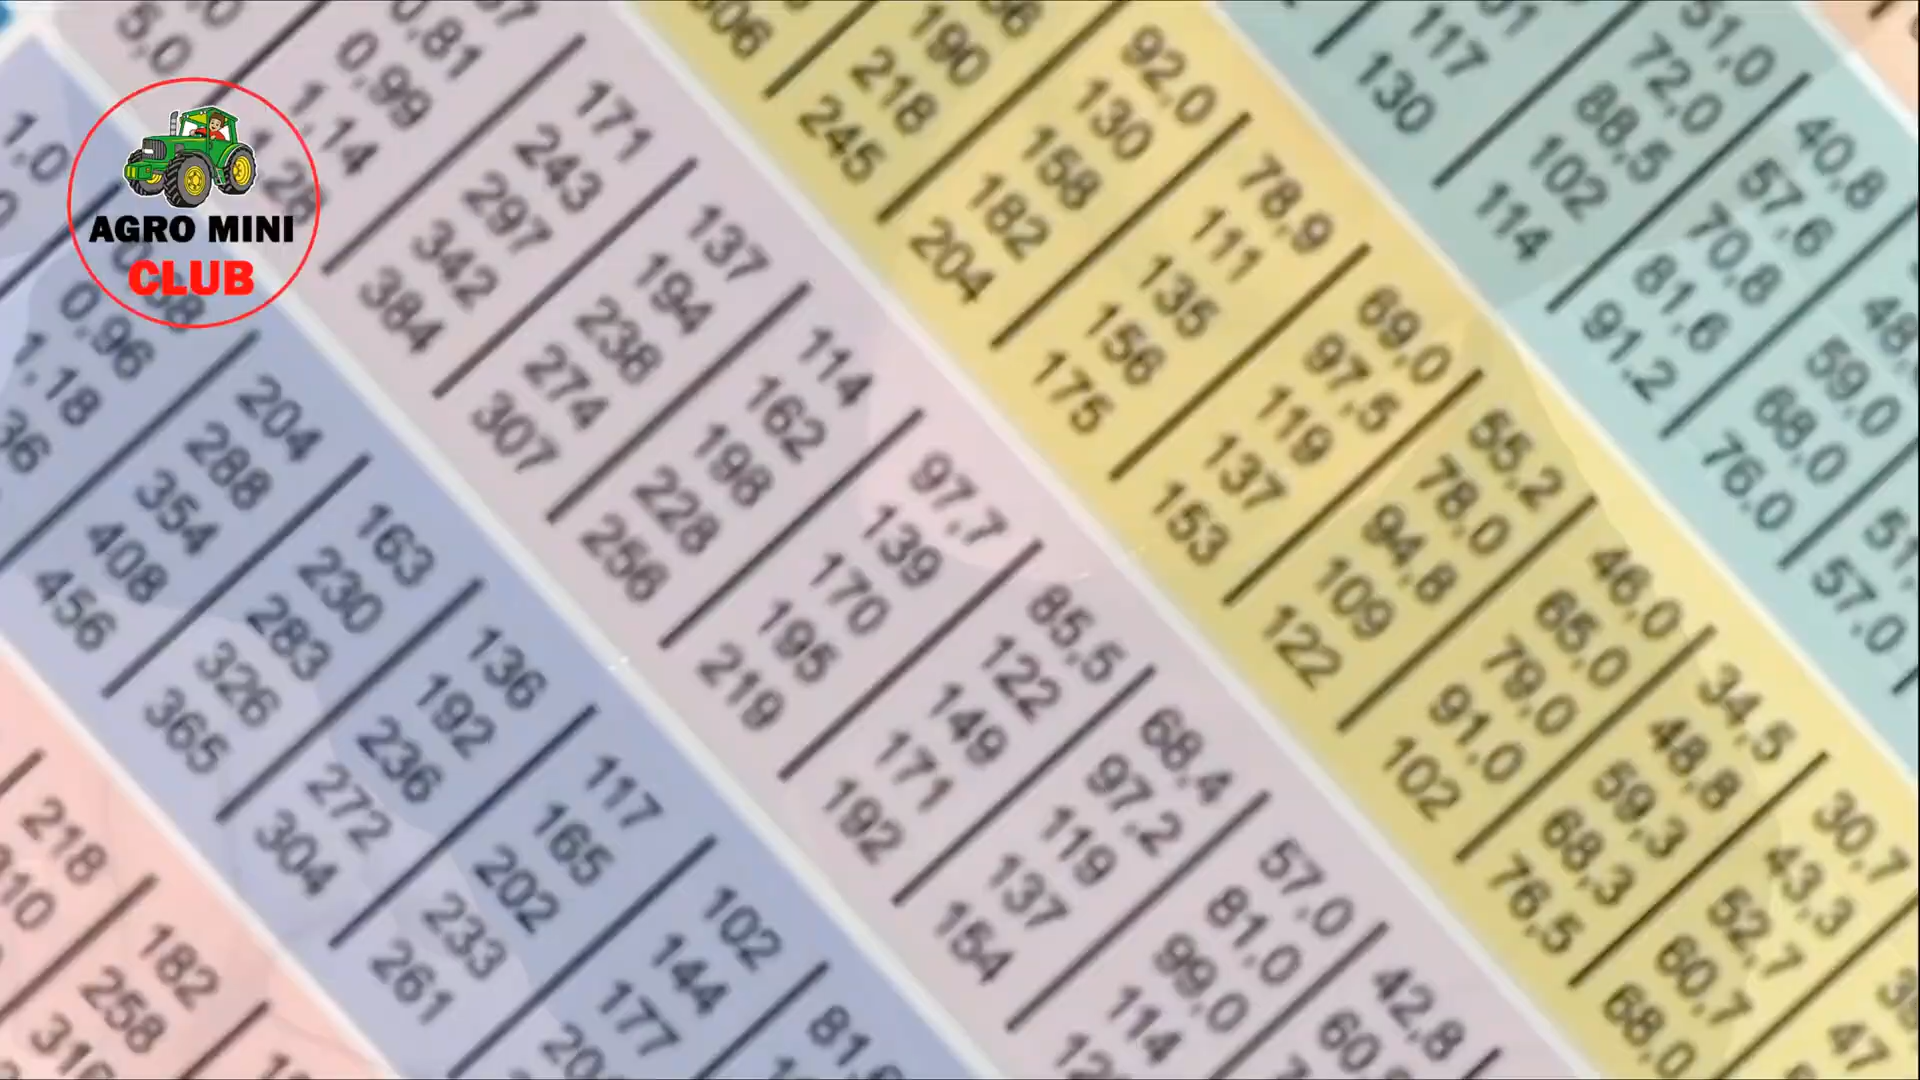 AGRO MINI
CLUB
51,0 40,8
72,0 57,6
88,5 70,8 59,0
117 102 81,6 68,0
130 114 91.2 76.0 57.0
92,0 78,9 69,0 55,2 46,0 34,5 30,7
130 111 97,5 78,0 65,0 48,8 43,3
190 158 135 119 94,8 79,0 59,3 52,7
218 182 156 137 109 91,0 68,3 60,7
306 245 204 175 153 122 102 76,5 68,0
171 137 114 97,7 85,5 68,4 57,0 42,8
0,81 243 194 162 139 122 97,2 81,0
0,99 297 238 198 170 149 119 99,0
1,14 342 274 228 195 171 137 114
5,0 1,28 384 307 256 219 192 154
204 163 136 117 102
0,96 288 230 192 165 144
1,18 354 283 236 202 177
408 326 272 233
1,0 456 365 304 261
218 182
258